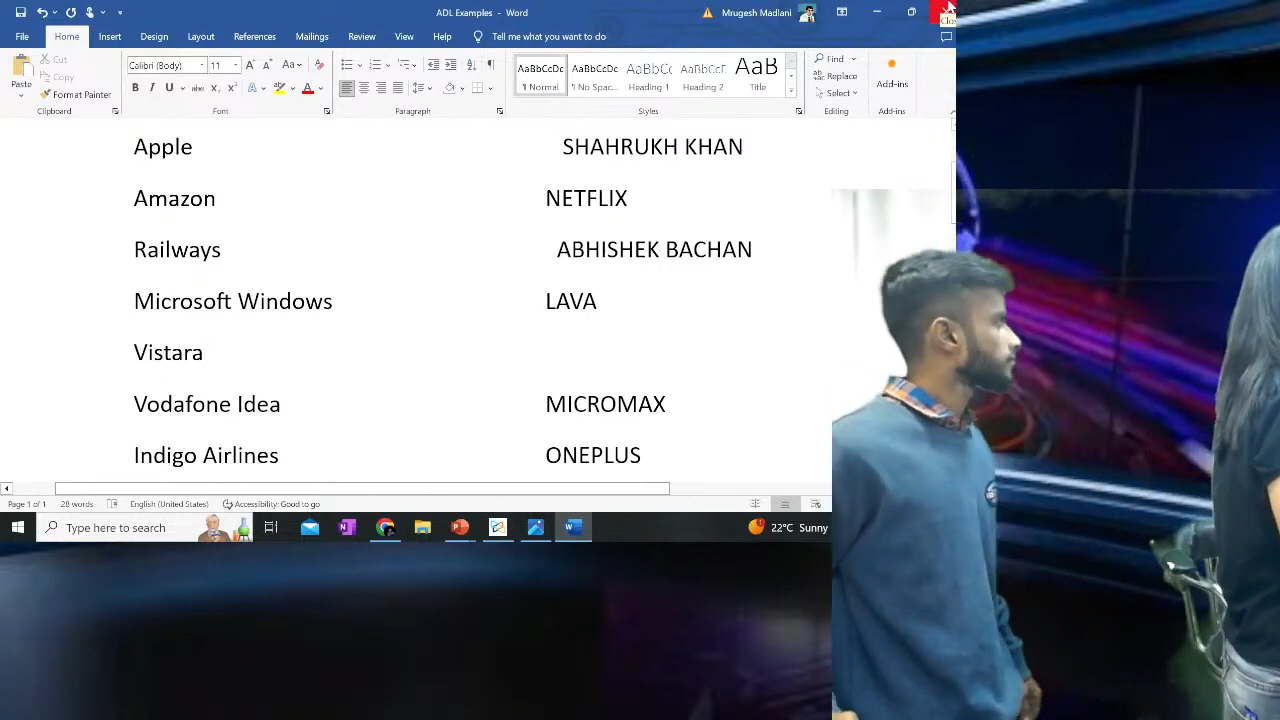 ADL Examples - Word
Mrugesh Madlani
File Home Insert Design Layout References Mailings Review View Help Tell me what you want to do
Clos
Paste
Cut
Copy
Format Painter
Clipboard
Calibri (Body) 11
Font
Paragraph
AaBbCcDc AaBbCcDc AaBbCc AaBbCcE AaB
¶ Normal ¶ No Spac... Heading 1 Heading 2 Title
Styles
Find
Replace
Select
Editing
Add-ins
Add-ins
Apple SHAHRUKH KHAN
Amazon NETFLIX
Railways ABHISHEK BACHAN
Microsoft Windows LAVA
Vistara
Vodafone Idea MICROMAX
Indigo Airlines ONEPLUS
Page 1 of 1 28 words English (United States) Accessibility: Good to go
Type here to search
22°C Sunny